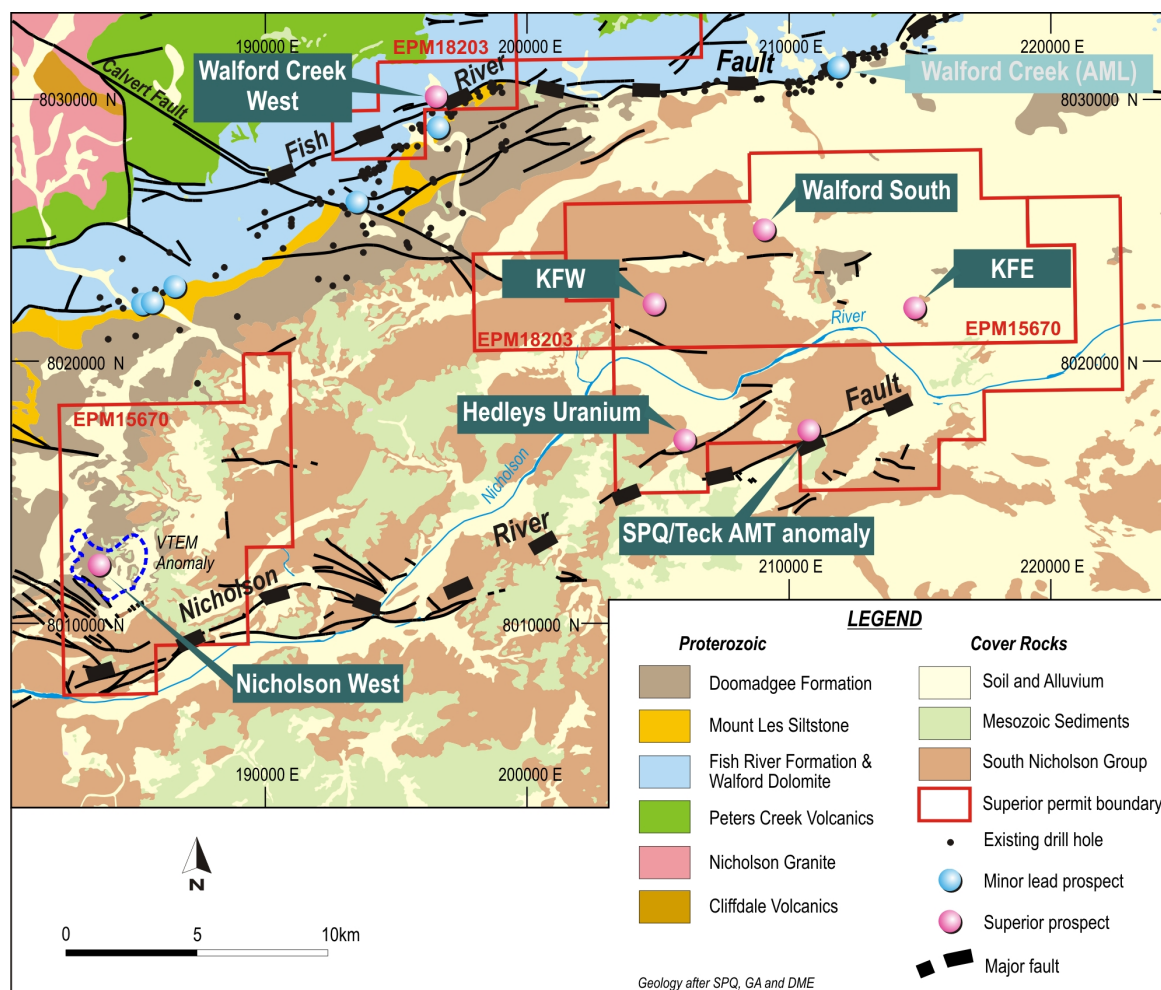 190000 E
200000 E
210000 E
220000 E
EPM18203
Walford Creek
West
River
Fault
Walford Creek (AML)
Calvert Fault
8030000 N
8030000 N
Fish
Walford South
KFW
KFE
River
EPM18203
EPM15670
8020000 N
8020000 N
EPM15670
Hedleys Uranium
Fault
Nicholson
SPQ/Teck AMT anomaly
River
VTEM
Anomaly
Nicholson
210000 E
220000 E
8010000 N
8010000 N
Nicholson West
190000 E
200000 E
LEGEND
Proterozoic
Doomadgee Formation
Mount Les Siltstone
Fish River Formation &
Walford Dolomite
Peters Creek Volcanics
Nicholson Granite
Cliffdale Volcanics
Cover Rocks
Soil and Alluvium
Mesozoic Sediments
South Nicholson Group
Superior permit boundary
Existing drill hole
Minor lead prospect
Superior prospect
Major fault
N
0 5 10km
Geology after SPQ, GA and DME